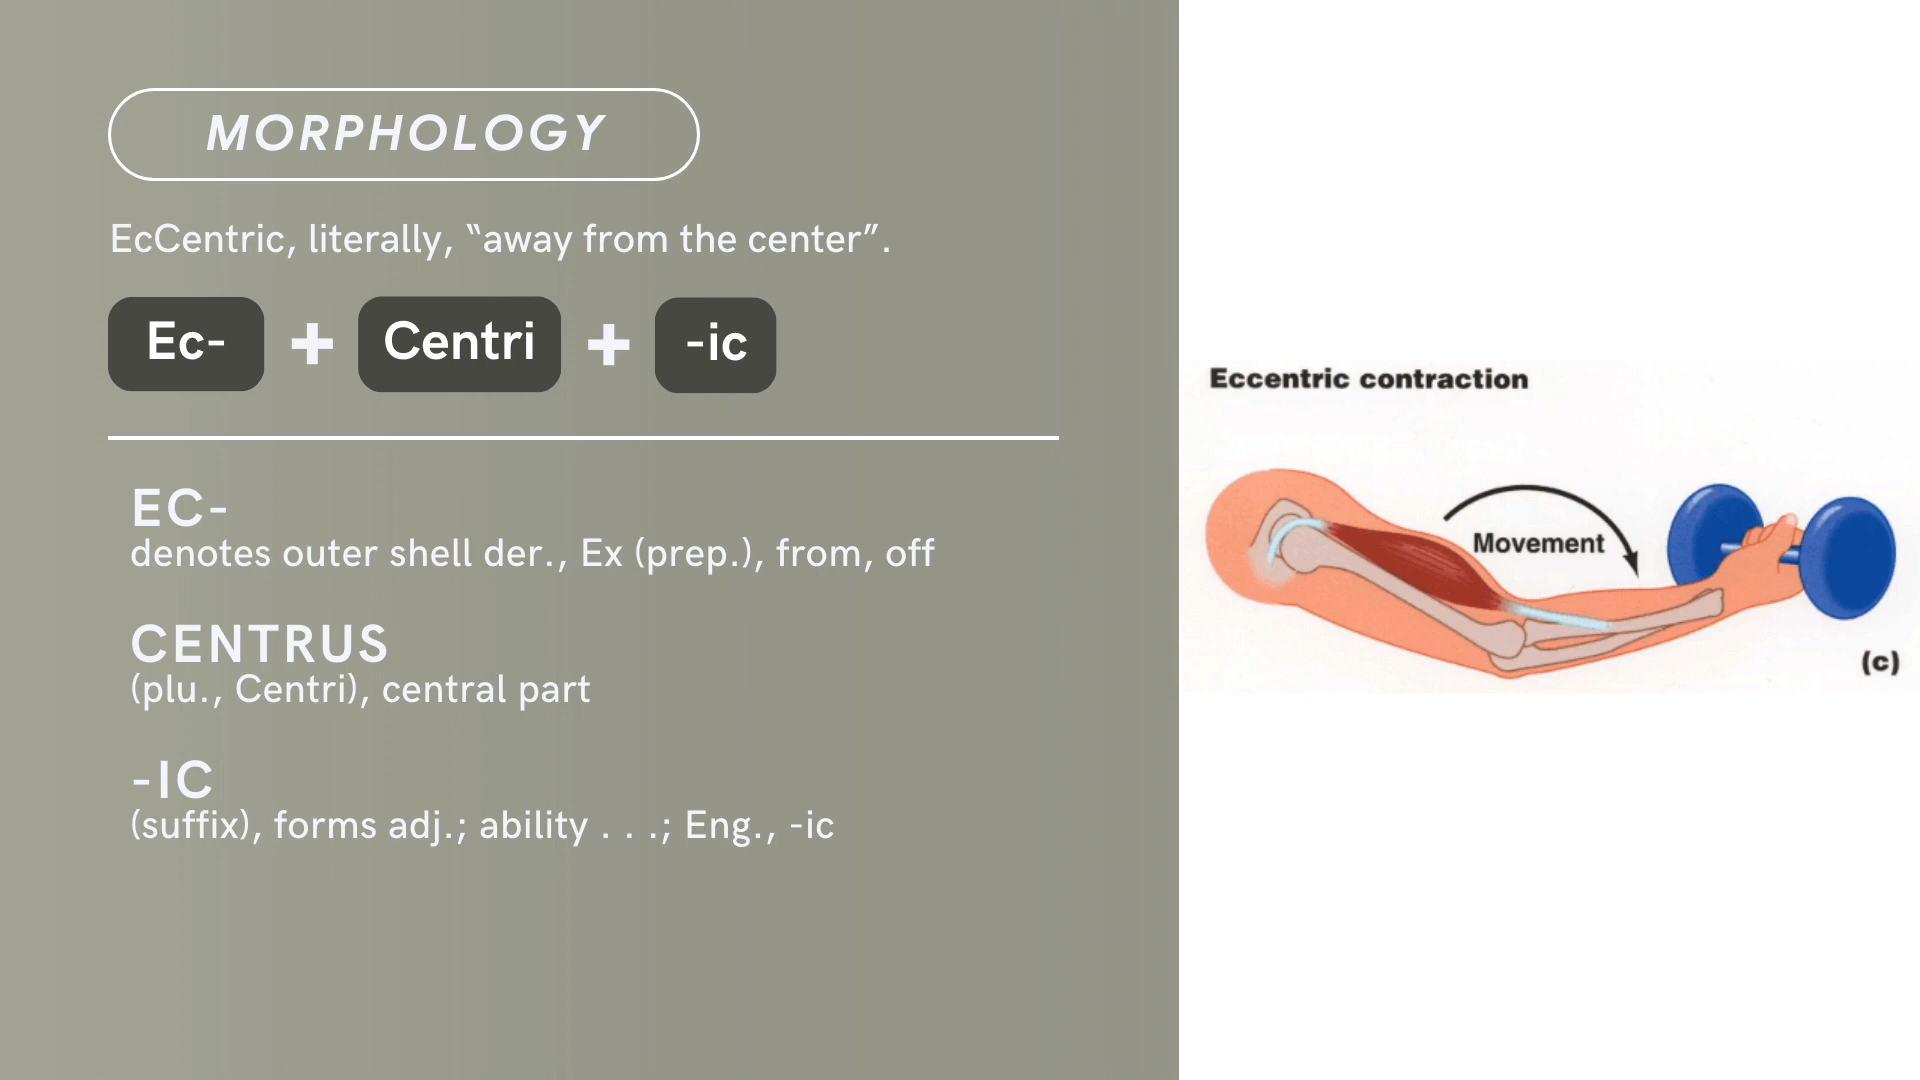 MORPHOLOGY
EcCentric, literally, “away from the center”.
Ec- + Centri + -ic
EC-
denotes outer shell der., Ex (prep.), from, off
CENTRUS
(plu., Centri), central part
-IC
(suffix), forms adj.; ability . . .; Eng., -ic
Eccentric contraction
Movement
(c)